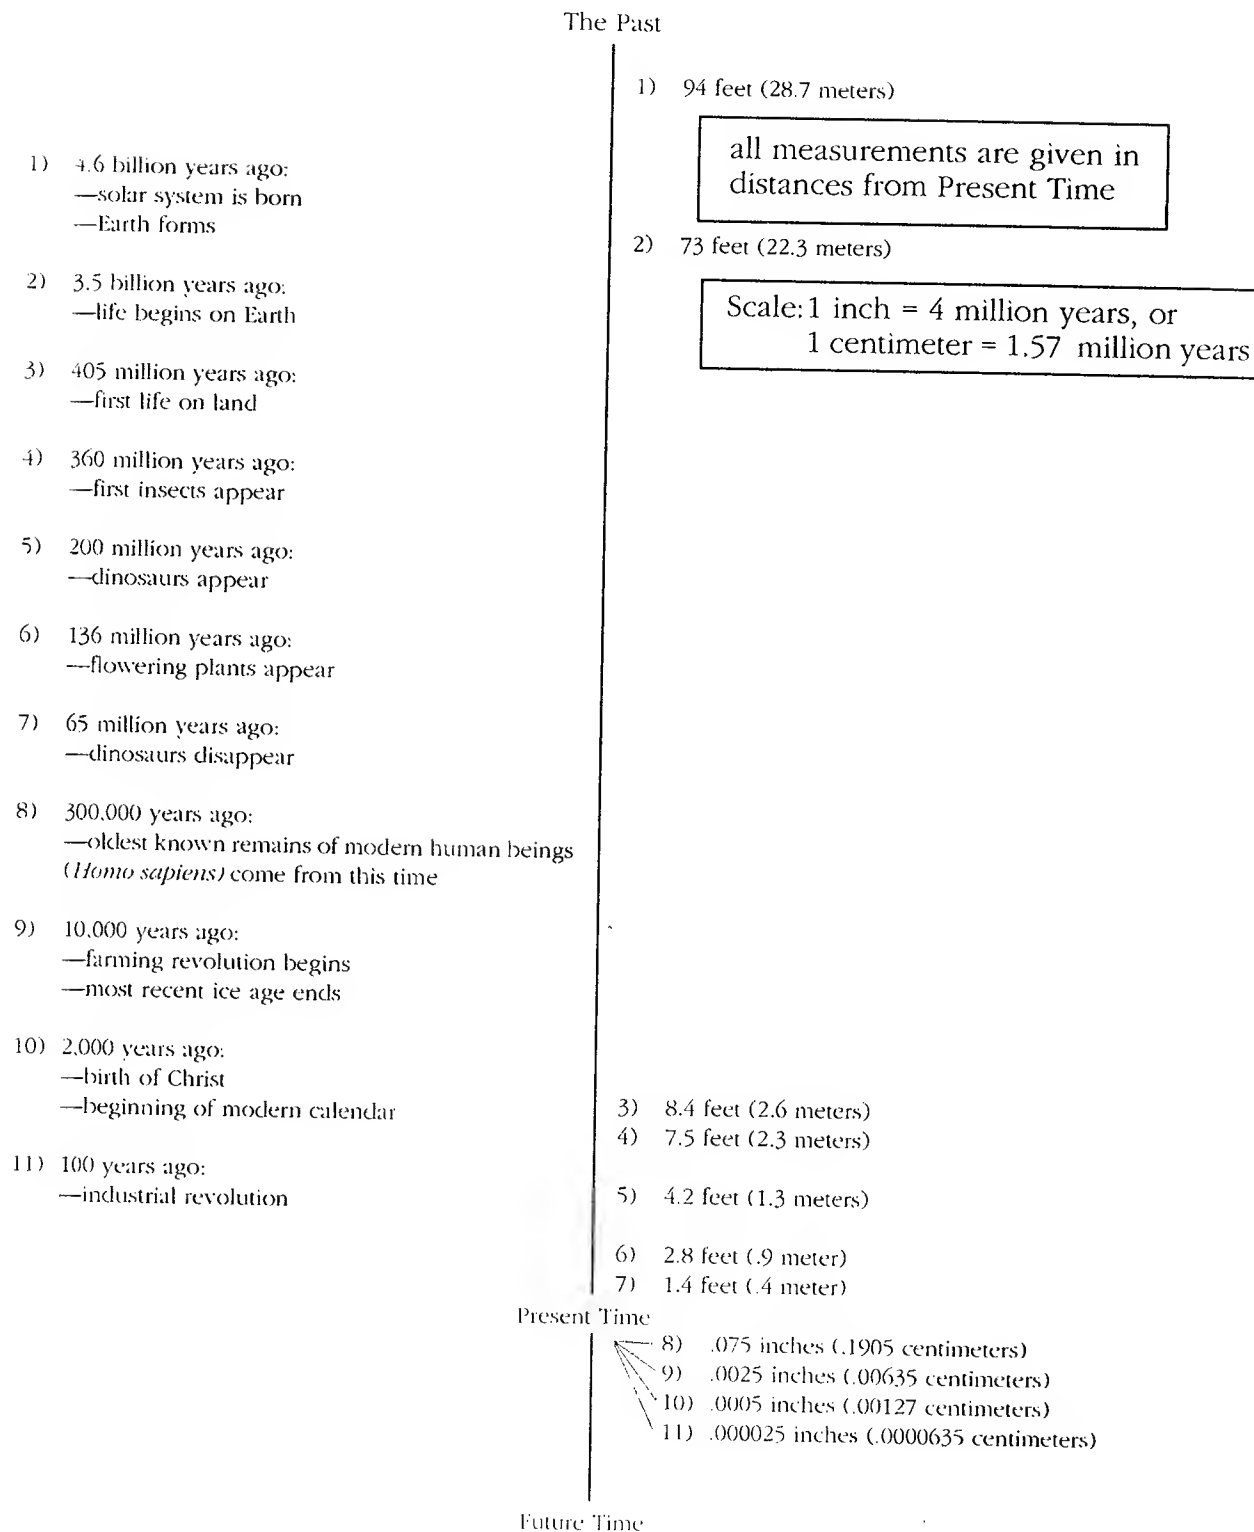 The Past
1) 4.6 billion years ago:
—solar system is born
—Earth forms
2) 3.5 billion years ago:
—life begins on Earth
3) 405 million years ago:
—first life on land
4) 360 million years ago:
—first insects appear
5) 200 million years ago:
—dinosaurs appear
6) 136 million years ago:
—flowering plants appear
7) 65 million years ago:
—dinosaurs disappear
8) 300,000 years ago:
—oldest known remains of modern human beings
(Homo sapiens) come from this time
9) 10,000 years ago:
—farming revolution begins
—most recent ice age ends
10) 2,000 years ago:
—birth of Christ
—beginning of modern calendar
11) 100 years ago:
—industrial revolution
1) 94 feet (28.7 meters)
all measurements are given in
distances from Present Time
2) 73 feet (22.3 meters)
Scale: 1 inch = 4 million years, or
1 centimeter = 1.57 million years
3) 8.4 feet (2.6 meters)
4) 7.5 feet (2.3 meters)
5) 4.2 feet (1.3 meters)
6) 2.8 feet (.9 meter)
7) 1.4 feet (.4 meter)
Present Time
8) .075 inches (.1905 centimeters)
9) .0025 inches (.00635 centimeters)
10) .0005 inches (.00127 centimeters)
11) .000025 inches (.0000635 centimeters)
Future Time